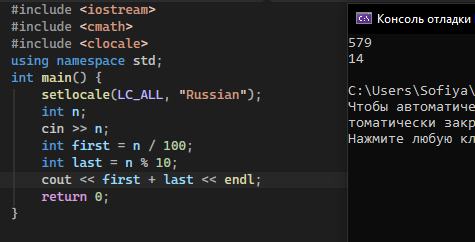 #include <iostream>
#include <cmath>
#include <clocale>
using namespace std;
int main() {
setlocale(LC_ALL, "Russian");
int n;
cin >> n;
int first = n / 100;
int last = n % 10;
cout << first + last << endl;
return 0;
}
C:\ Консоль отладки
579
14
C:\Users\Sofiya\
Чтобы автоматиче
томатически закр
Нажмите любую кл